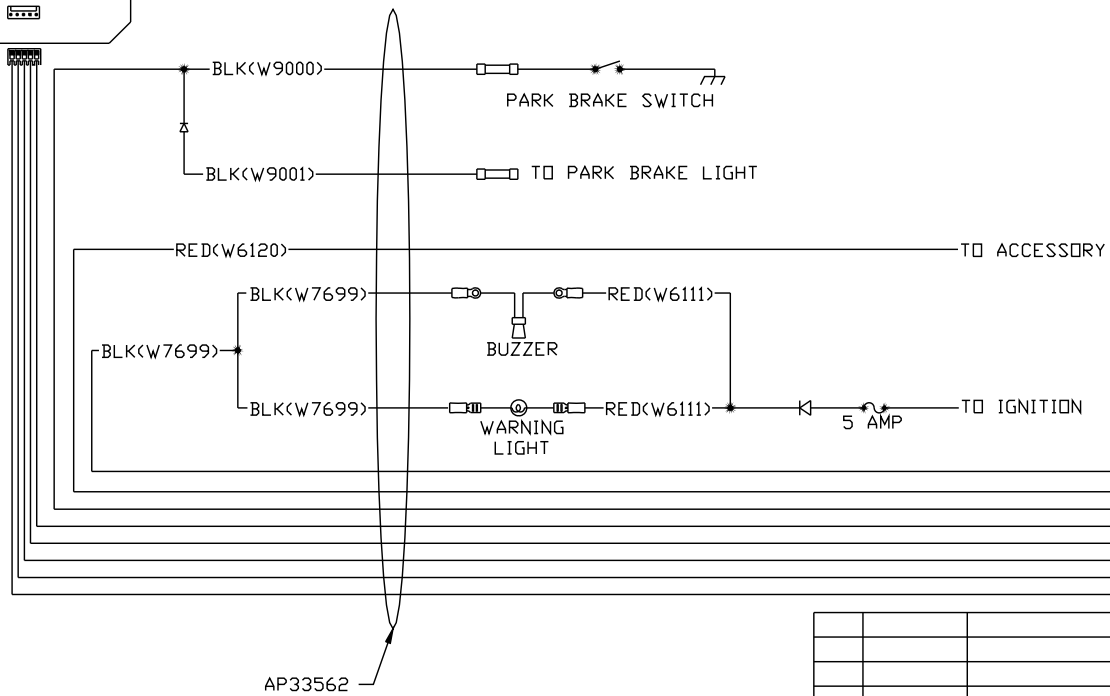 BLK(W9000)
PARK BRAKE SWITCH
BLK(W9001)
TO PARK BRAKE LIGHT
RED(W6120)
TO ACCESSORY
BLK(W7699)
RED(W6111)
BUZZER
BLK(W7699)
BLK(W7699)
RED(W6111)
TO IGNITION
5 AMP
WARNING
LIGHT
AP33562